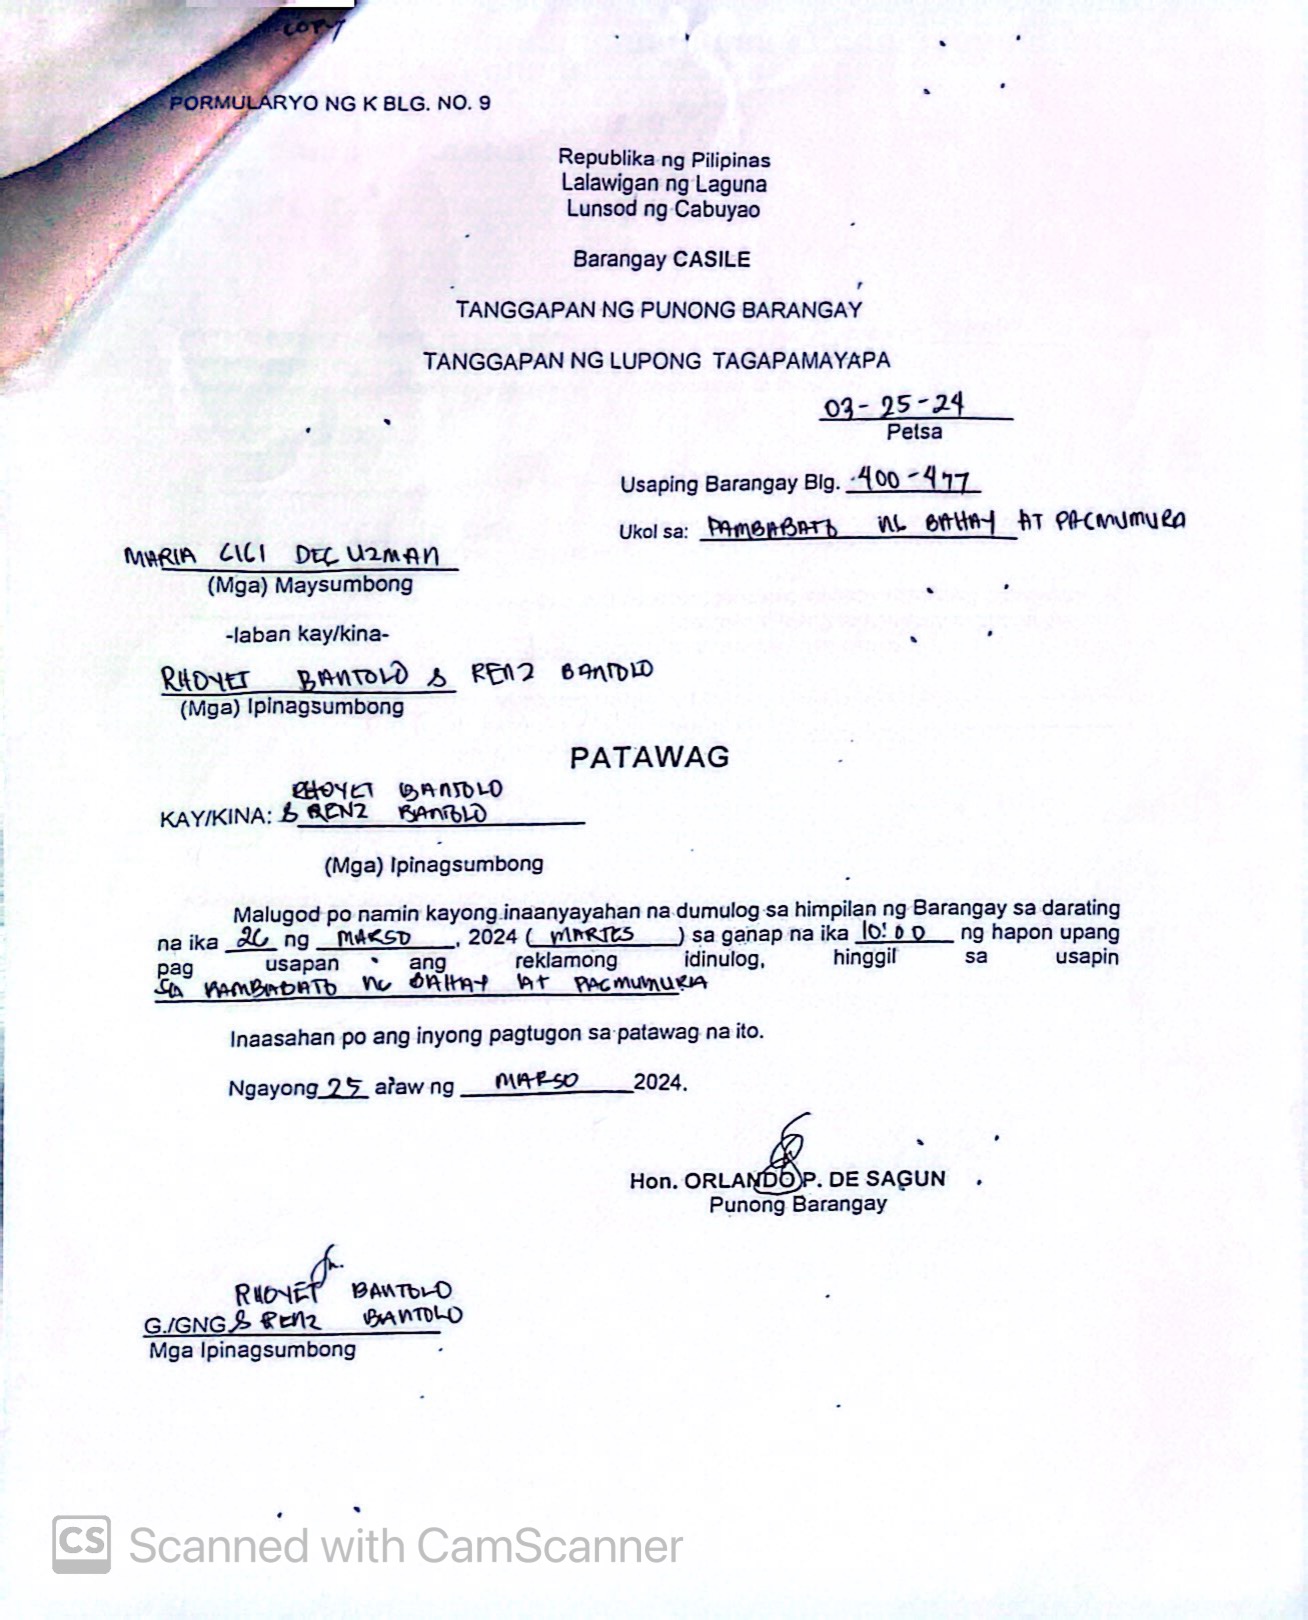 COPY
PORMULARYO NG K BLG. NO. 9
Republika ng Pilipinas
Lalawigan ng Laguna
Lunsod ng Cabuyao
Barangay CASILE
TANGGAPAN NG PUNONG BARANGAY
TANGGAPAN NG LUPONG TAGAPAMAYAPA
03-25-24
Petsa
Usaping Barangay Blg. 400-477
Ukol sa: PAMBABATO NG BAHAY AT PAGMUMURA
MARIA LICI DEGUZMAN
(Mga) Maysumbong
-laban kay/kina-
RHOYET BANTOLO & RENZ BANTOLO
(Mga) Ipinagsumbong
PATAWAG
RHOYET BANTOLO
KAY/KINA: & RENZ BANTOLO
(Mga) Ipinagsumbong
Malugod po namin kayong inaanyayahan na dumulog sa himpilan ng Barangay sa darating
na ika 26 ng MARSO, 2024 ( MARTES ) sa ganap na ika 10:00 ng hapon upang
pag usapan ang reklamong idinulog, hinggil sa usapin
SA PAMBABATO NG BAHAY AT PAGMUMURA
Inaasahan po ang inyong pagtugon sa patawag na ito.
Ngayong 25 araw ng MARSO 2024.
Hon. ORLANDO P. DE SAGUN
Punong Barangay
RHOYET BANTOLO
G./GNG & RENZ BANTOLO
Mga Ipinagsumbong
CS Scanned with CamScanner